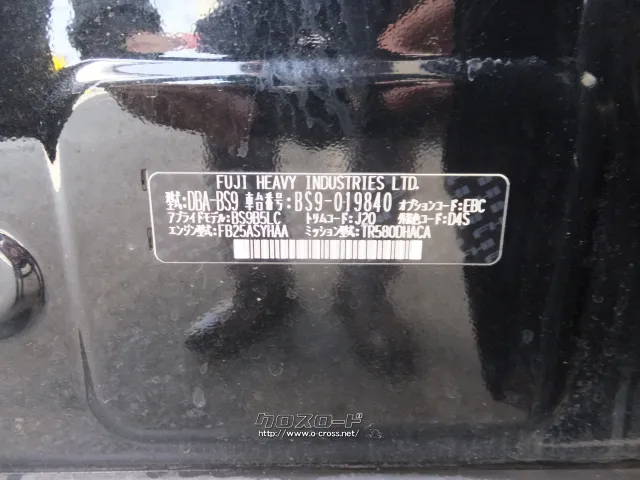 FUJI HEAVY INDUSTRIES LTD.
型式:DBA-BS9 車台番号:BS9-019840 オプションコード:EBC
アプライドモデル:BS9B5LC トリムコード:J20 外装色コード:D4S
エンジン型式:FB25ASYHAA ミッション型式:TR580DHACA
クロスロード
http://www.o-cross.net/